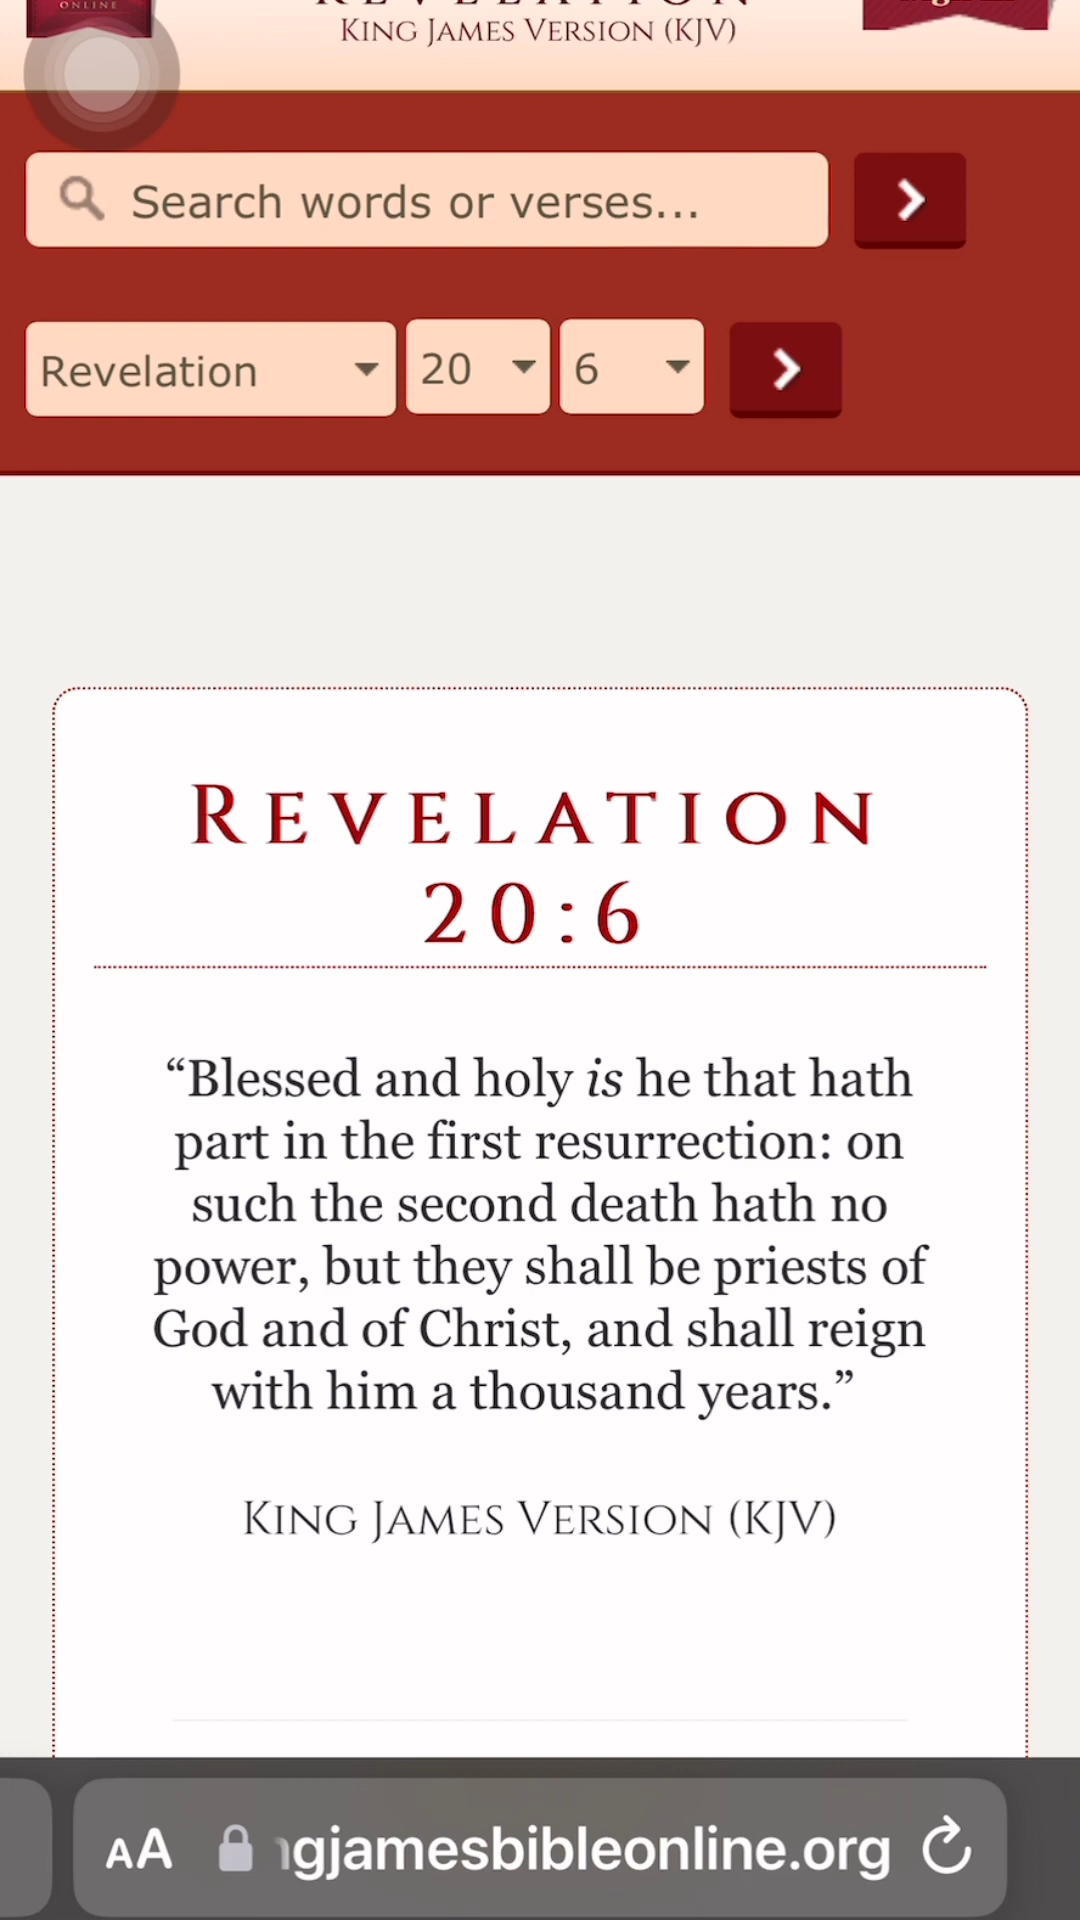 ONLINE
REVELATION
KING JAMES VERSION (KJV)
Search words or verses...
Revelation
20
6
REVELATION
20:6
“Blessed and holy is he that hath
part in the first resurrection: on
such the second death hath no
power, but they shall be priests of
God and of Christ, and shall reign
with him a thousand years.”
KING JAMES VERSION (KJV)
AA
gjamesbibleonline.org